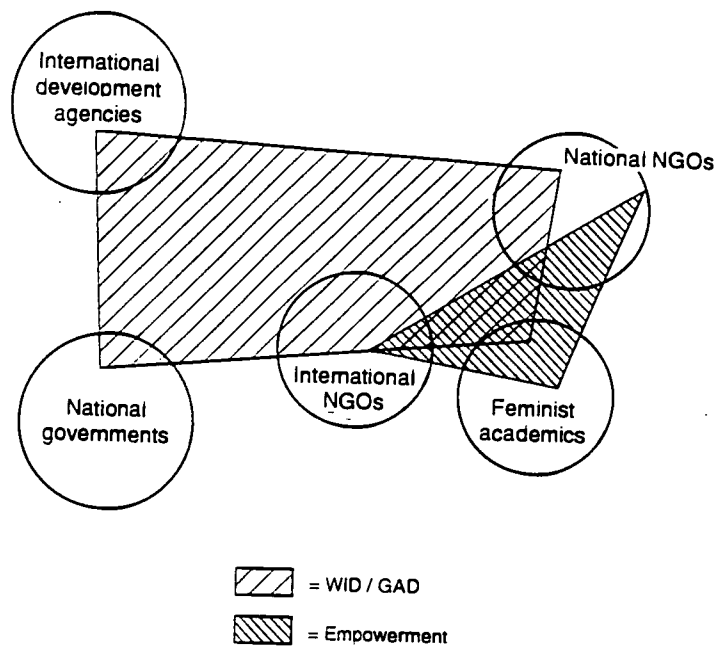 International
development
agencies
National NGOs
International
NGOs
National
governments
Feminist
academics
= WID / GAD
= Empowerment